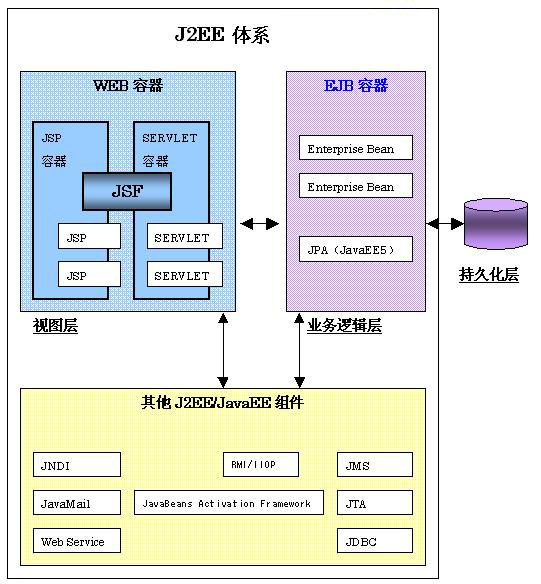 J2EE 体系
WEB 容器
JSP
容器
SERVLET
容器
JSF
JSP
SERVLET
JSP
SERVLET
视图层
EJB 容器
Enterprise Bean
Enterprise Bean
JPA（JavaEE5）
业务逻辑层
持久化层
其他 J2EE/JavaEE 组件
JNDI
RMI/IIOP
JMS
JavaMail
JavaBeans Activation Framework
JTA
Web Service
JDBC